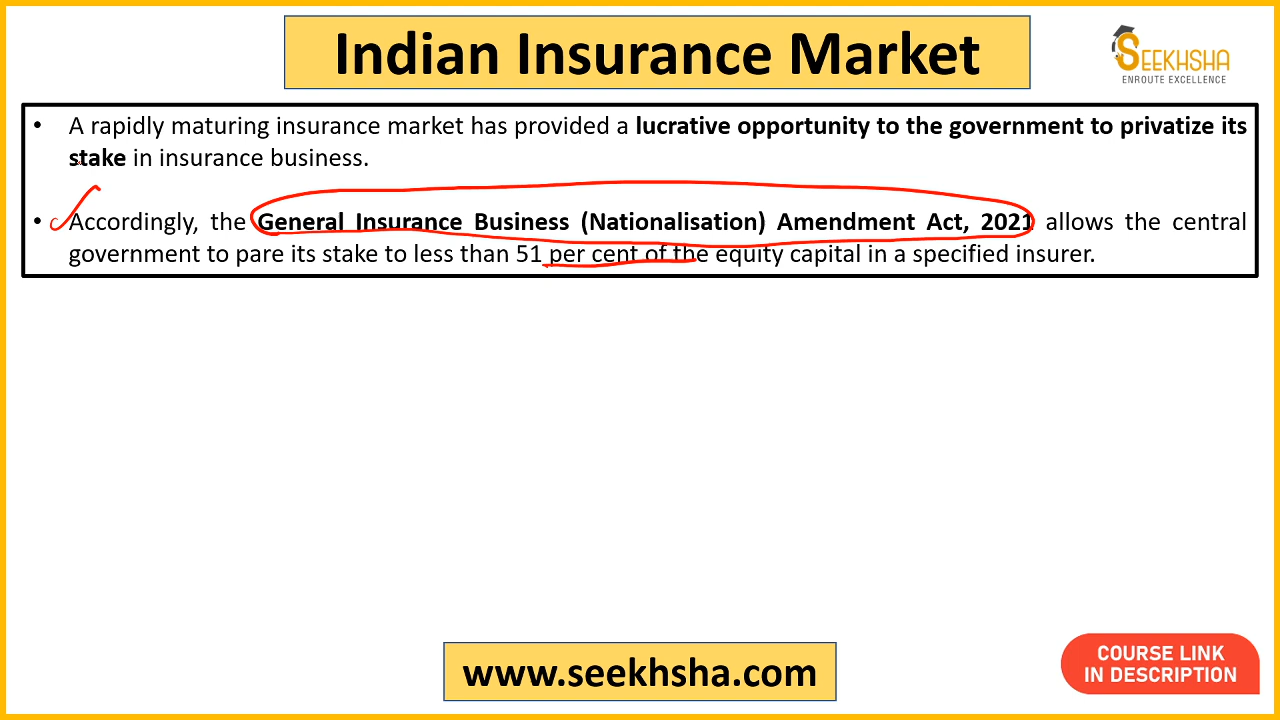 Indian Insurance Market
SEEKHSHA
ENROUTE EXCELLENCE
• A rapidly maturing insurance market has provided a lucrative opportunity to the government to privatize its
stake in insurance business.
• Accordingly, the General Insurance Business (Nationalisation) Amendment Act, 2021 allows the central
government to pare its stake to less than 51 per cent of the equity capital in a specified insurer.
www.seekhsha.com
COURSE LINK
IN DESCRIPTION